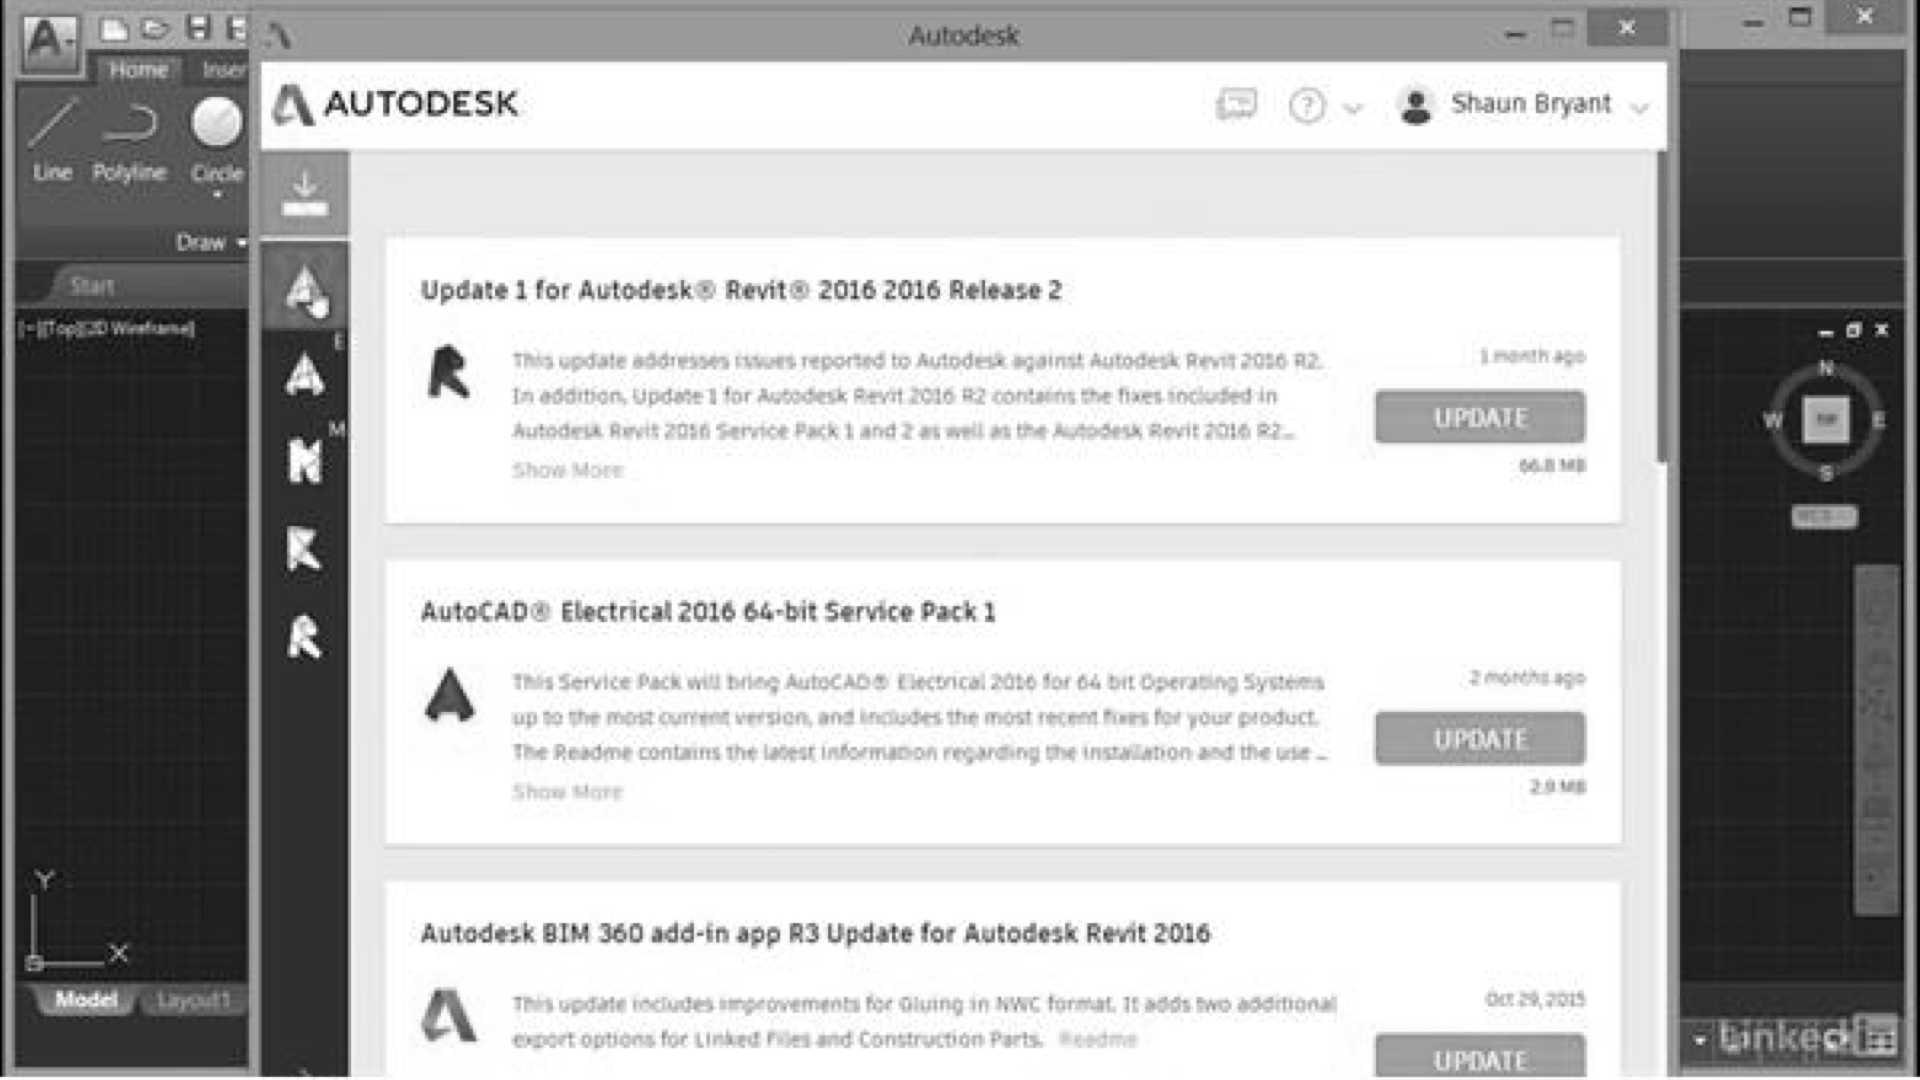 Autodesk
Home
AUTODESK
Shaun Bryant
Line Polyline Circle
Draw
Start
[-][Top][2D Wireframe]
Update 1 for Autodesk® Revit® 2016 2016 Release 2
This update addresses issues reported to Autodesk against Autodesk Revit 2016 R2.
In addition, Update 1 for Autodesk Revit 2016 R2 contains the fixes included in
Autodesk Revit 2016 Service Pack 1 and 2 as well as the Autodesk Revit 2016 R2...
Show More
1 month ago
UPDATE
66.8 MB
E
M
N
W
E
S
AutoCAD® Electrical 2016 64-bit Service Pack 1
This Service Pack will bring AutoCAD® Electrical 2016 for 64 bit Operating Systems
up to the most current version, and includes the most recent fixes for your product.
The Readme contains the latest information regarding the installation and the use ...
Show More
2 months ago
UPDATE
2.9 MB
Autodesk BIM 360 add-in app R3 Update for Autodesk Revit 2016
This update includes improvements for Gluing in NWC format. It adds two additional
export options for Linked Files and Construction Parts. Readme
Oct 29, 2015
UPDATE
Y
X
Model Layout1
Linked in